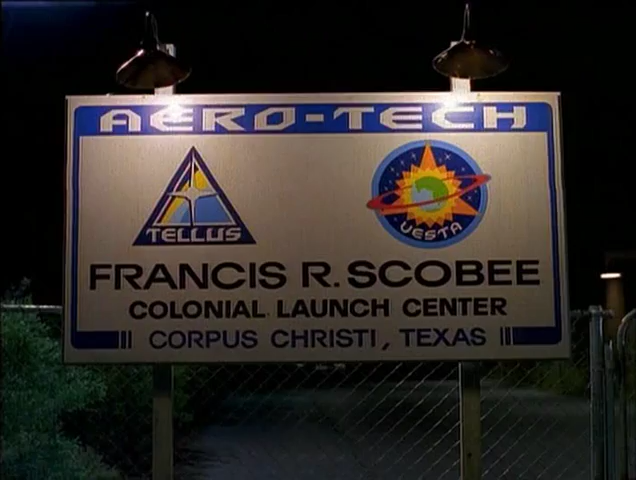 AERO-TECH
TELLUS
VESTA
FRANCIS R. SCOBEE
COLONIAL LAUNCH CENTER
CORPUS CHRISTI, TEXAS